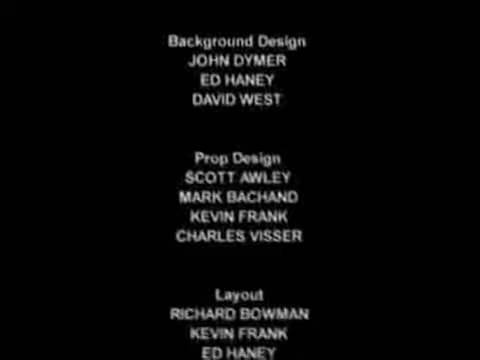 Background Design
JOHN DYMER
ED HANEY
DAVID WEST
Prop Design
SCOTT AWLEY
MARK BACHAND
KEVIN FRANK
CHARLES VISSER
Layout
RICHARD BOWMAN
KEVIN FRANK
ED HANEY